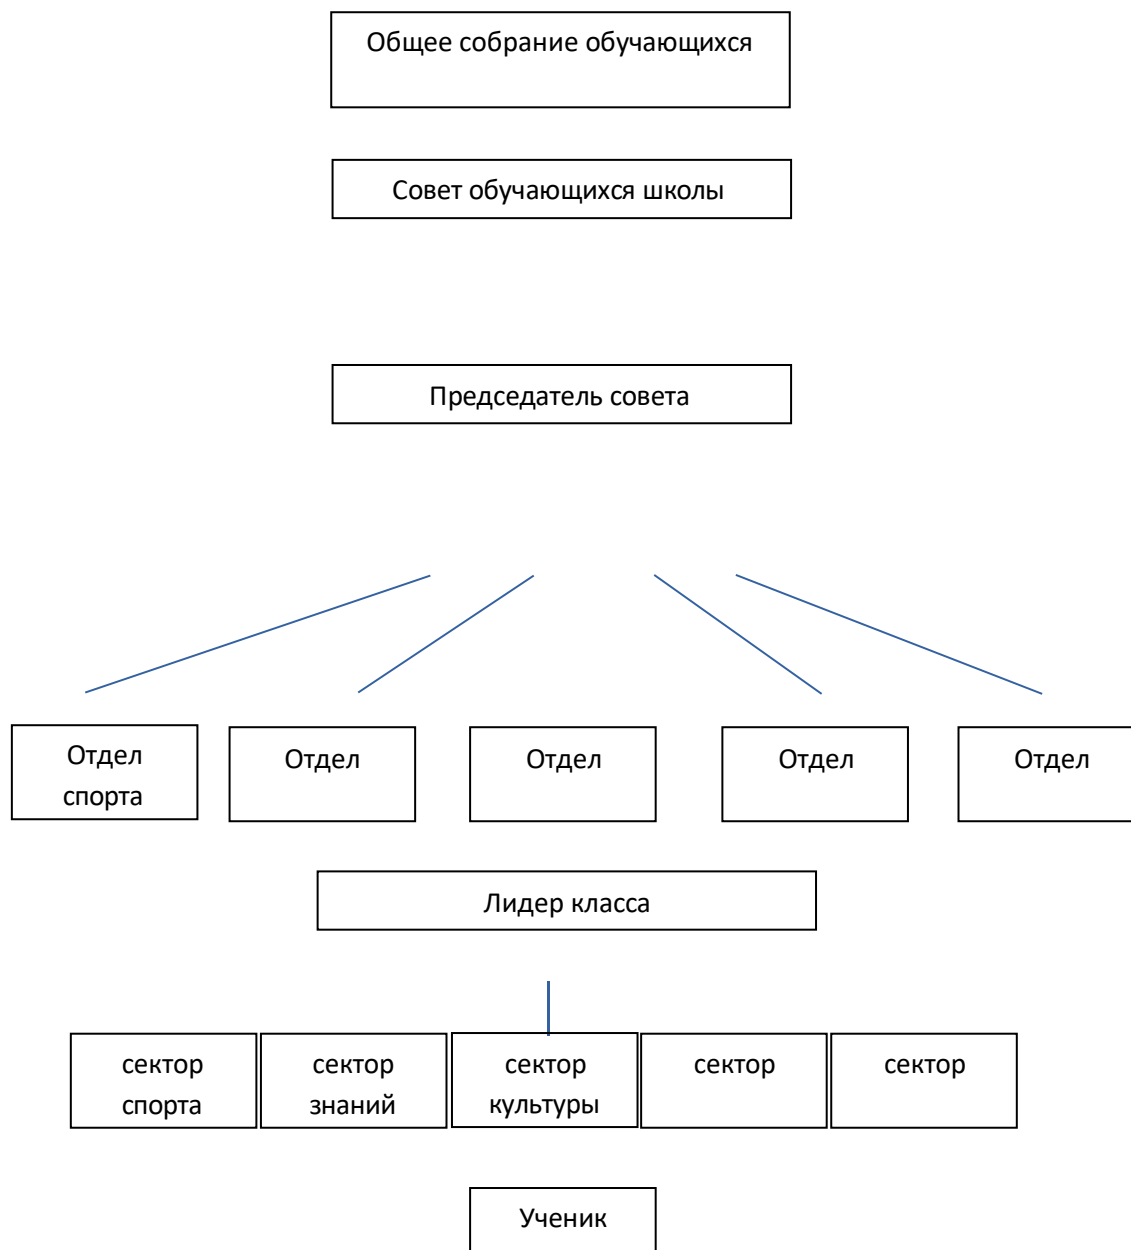 Общее собрание обучающихся
Совет обучающихся школы
Председатель совета
Отдел
спорта
Отдел
Отдел
Отдел
Отдел
Лидер класса
сектор
спорта
сектор
знаний
сектор
культуры
сектор
сектор
Ученик